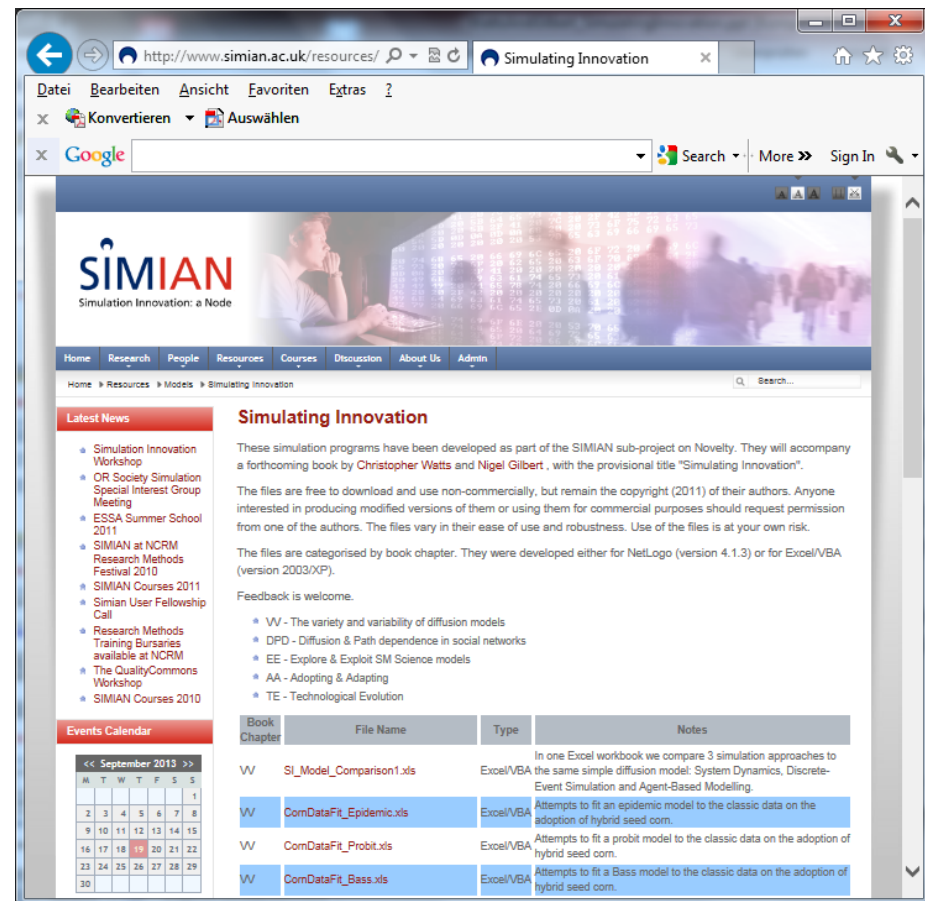 http://www.simian.ac.uk/resources/
Simulating Innovation
Datei Bearbeiten Ansicht Favoriten Extras ?
x Konvertieren Auswählen
x Google Search More » Sign In
A A A
SIMIAN
Simulation Innovation: a Node
Home Research People Resources Courses Discussion About Us Admin
Home Resources Models Simulating Innovation
Search...
Latest News
Simulation Innovation
Workshop
OR Society Simulation
Special Interest Group
Meeting
ESSA Summer School
2011
SIMIAN at NCRM
Research Methods
Festival 2010
SIMIAN Courses 2011
Simian User Fellowship
Call
Research Methods
Training Bursaries
available at NCRM
The QualityCommons
Workshop
SIMIAN Courses 2010
Events Calendar
<< September 2013 >>
M T W T F S S
1
2 3 4 5 6 7 8
9 10 11 12 13 14 15
16 17 18 19 20 21 22
23 24 25 26 27 28 29
30
Simulating Innovation
These simulation programs have been developed as part of the SIMIAN sub-project on Novelty. They will accompany
a forthcoming book by Christopher Watts and Nigel Gilbert , with the provisional title "Simulating Innovation".
The files are free to download and use non-commercially, but remain the copyright (2011) of their authors. Anyone
interested in producing modified versions of them or using them for commercial purposes should request permission
from one of the authors. The files vary in their ease of use and robustness. Use of the files is at your own risk.
The files are categorised by book chapter. They were developed either for NetLogo (version 4.1.3) or for Excel/VBA
(version 2003/XP).
Feedback is welcome.
VV - The variety and variability of diffusion models
DPD - Diffusion & Path dependence in social networks
EE - Explore & Exploit SM Science models
AA - Adopting & Adapting
TE - Technological Evolution
Book
Chapter File Name Type Notes
In one Excel workbook we compare 3 simulation approaches to
VV SI_Model_Comparison1.xls Excel/VBA the same simple diffusion model: System Dynamics, Discrete-
Event Simulation and Agent-Based Modelling.
VV CornDataFit_Epidemic.xls Excel/VBA Attempts to fit an epidemic model to the classic data on the
adoption of hybrid seed corn.
VV CornDataFit_Probit.xls Excel/VBA Attempts to fit a probit model to the classic data on the adoption of
hybrid seed corn.
VV CornDataFit_Bass.xls Excel/VBA Attempts to fit a Bass model to the classic data on the adoption of
hybrid seed corn.